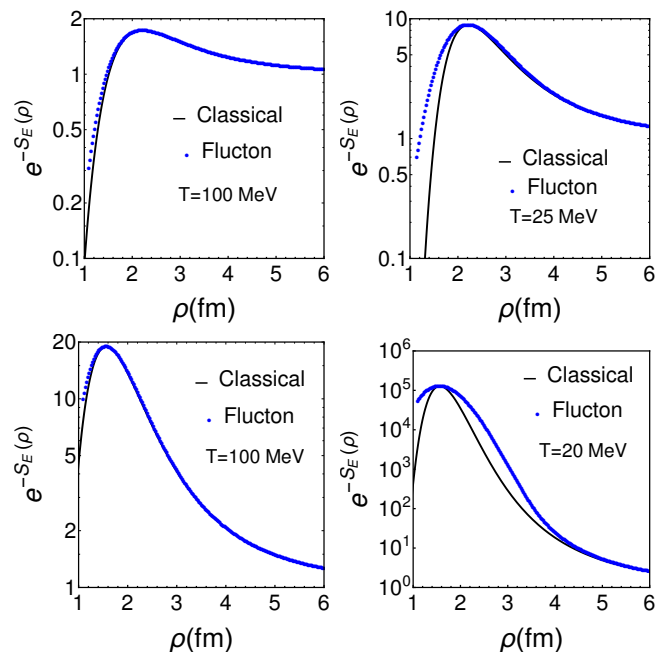 2
1
0.5
0.1
e^{-S_E(ρ)}
— Classical
• Flucton
T=100 MeV
1 2 3 4 5 6
ρ(fm)
10
5
1
0.5
0.1
e^{-S_E(ρ)}
— Classical
• Flucton
T=25 MeV
1 2 3 4 5 6
ρ(fm)
20
10
5
2
1
e^{-S_E(ρ)}
— Classical
• Flucton
T=100 MeV
1 2 3 4 5 6
ρ(fm)
10^6
10^5
10^4
10^3
10^2
10^1
10^0
e^{-S_E(ρ)}
— Classical
• Flucton
T=20 MeV
1 2 3 4 5 6
ρ(fm)